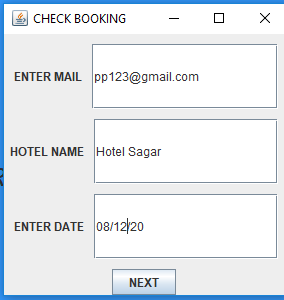 CHECK BOOKING
ENTER MAIL pp123@gmail.com
HOTEL NAME Hotel Sagar
ENTER DATE 08/12/20
NEXT